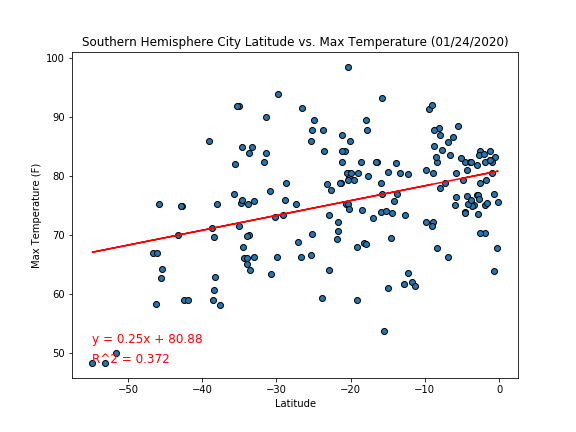 Southern Hemisphere City Latitude vs. Max Temperature (01/24/2020)
100
90
80
70
60
50
Max Temperature (F)
y = 0.25x + 80.88
R^2 = 0.372
−50
−40
−30
−20
−10
0
Latitude